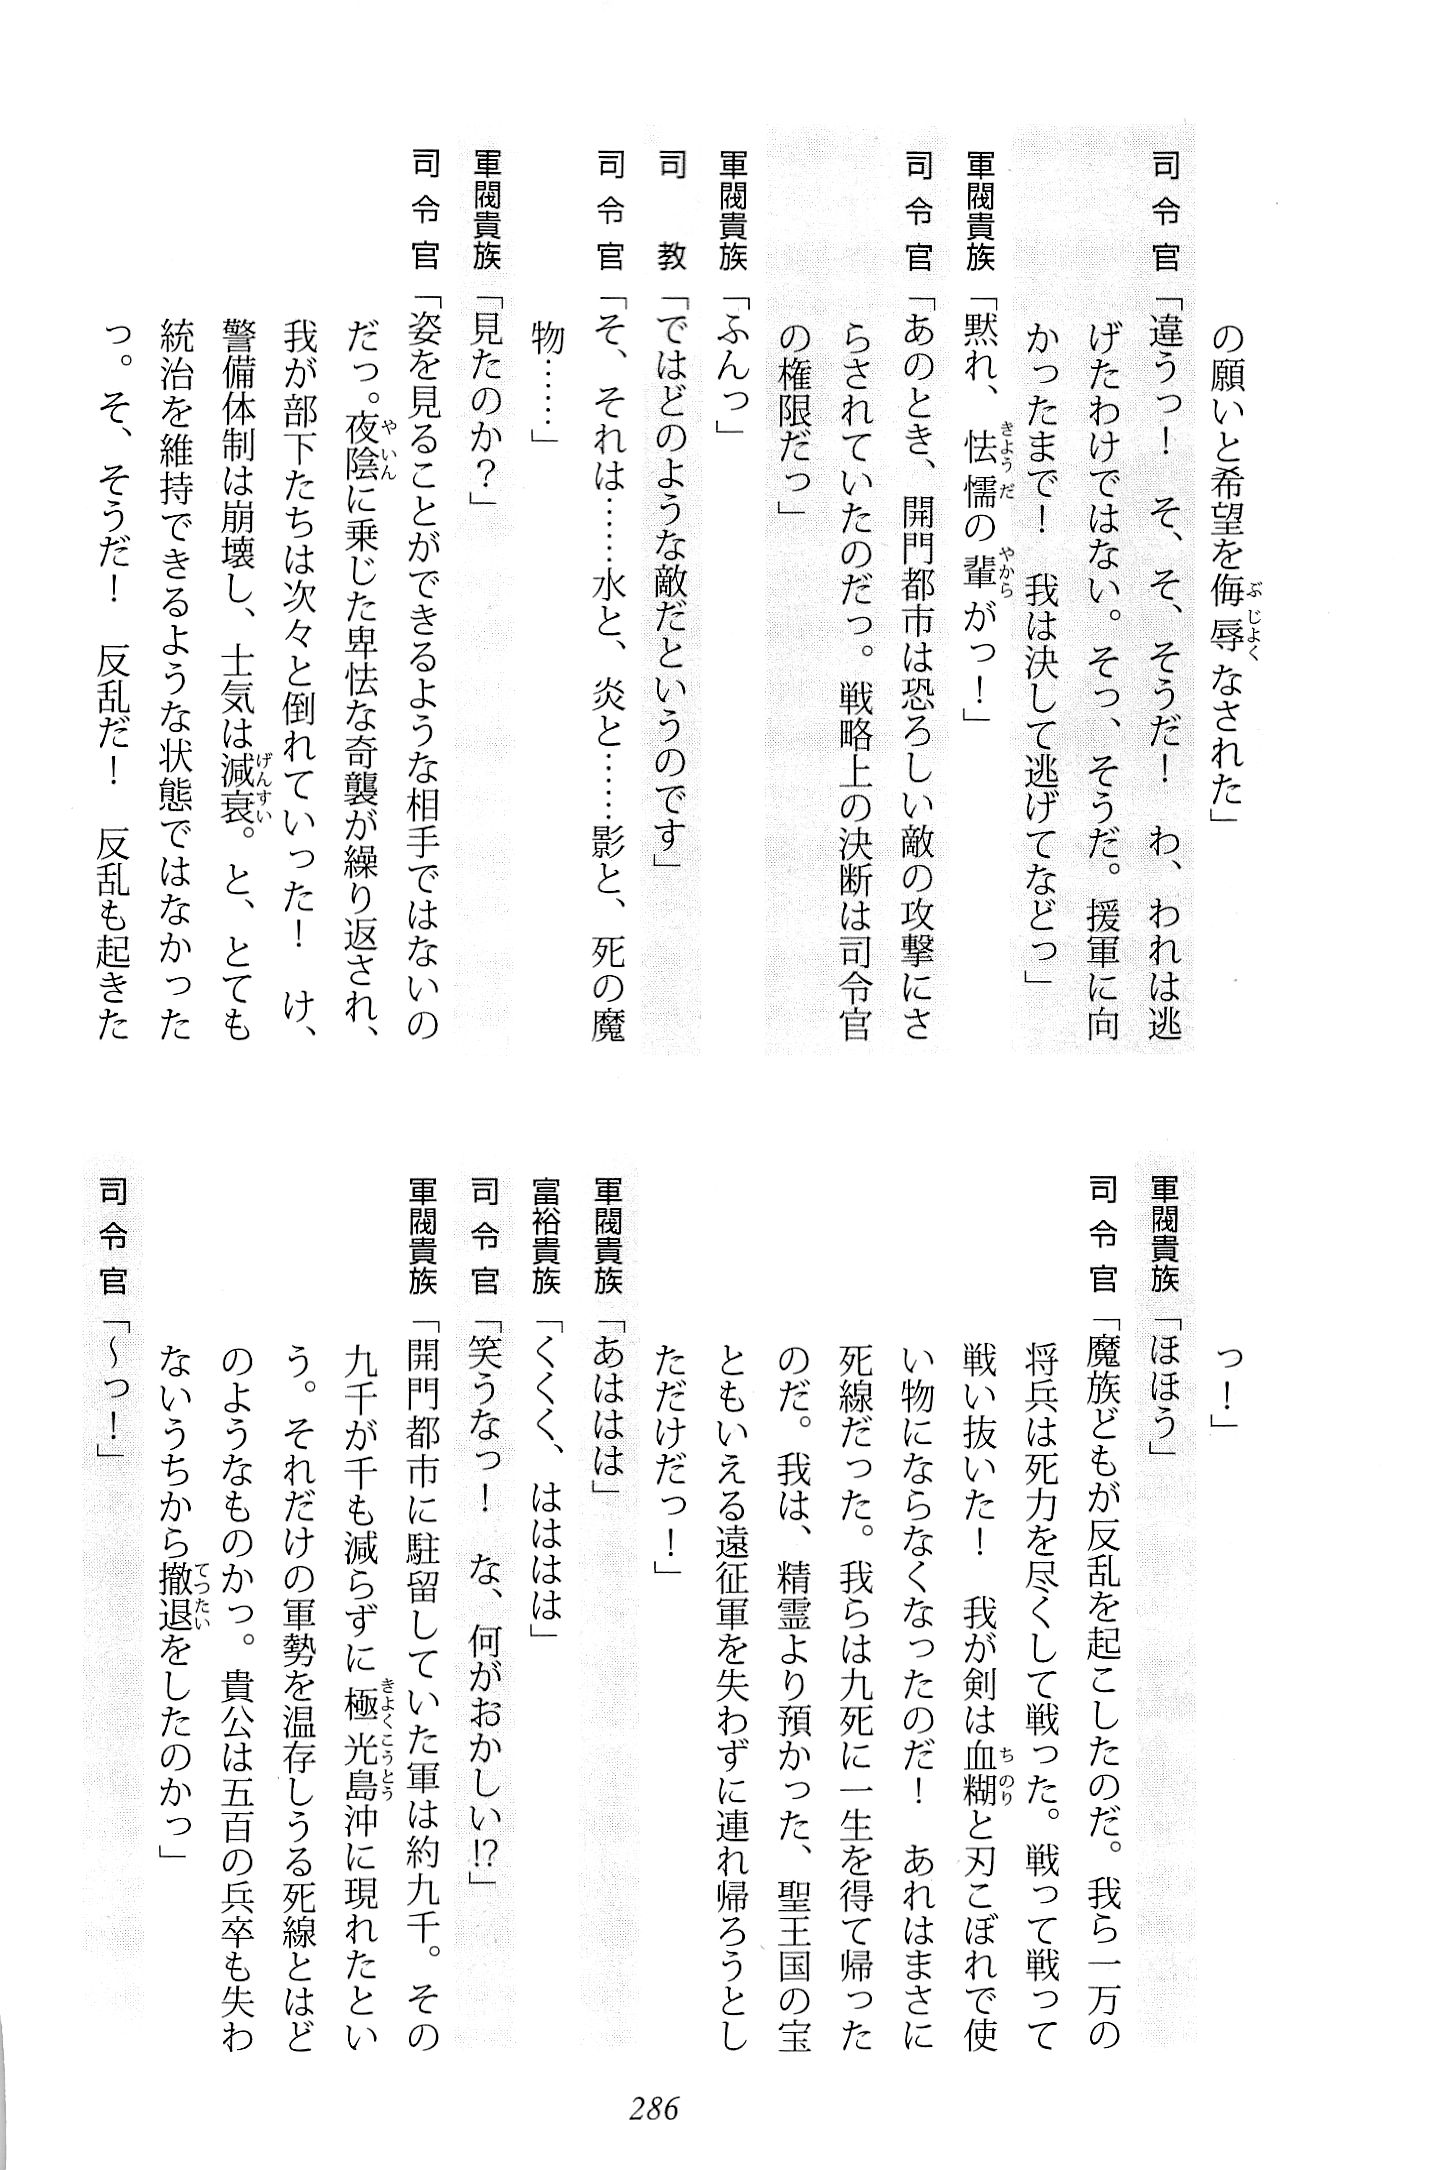 の願いと希望を侮辱なされた」
司令官「違うっ！　そ、そ、そうだ！　わ、われは逃
げたわけではない。そっ、そうだ。援軍に向
かったまで！　我は決して逃げてなどっ」
軍閥貴族「黙れ、怯懦の輩がっ！」
司令官「あのとき、開門都市は恐ろしい敵の攻撃にさ
らされていたのだっ。戦略上の決断は司令官
の権限だっ」
軍閥貴族「ふんっ」
司　教「ではどのような敵だというのです」
司令官「そ、それは……水と、炎と……影と、死の魔
物……」
軍閥貴族「見たのか？」
司令官「姿を見ることができるような相手ではないの
だっ。夜陰に乗じた卑怯な奇襲が繰り返され、
我が部下たちは次々と倒れていった！　け、
警備体制は崩壊し、士気は減衰。と、とても
統治を維持できるような状態ではなかった
っ。そ、そうだ！　反乱だ！　反乱も起きた
っ！」
軍閥貴族「ほほう」
司令官「魔族どもが反乱を起こしたのだ。我ら一万の
将兵は死力を尽くして戦った。戦って戦って
戦い抜いた！　我が剣は血糊と刃こぼれで使
い物にならなくなったのだ！　あれはまさに
死線だった。我らは九死に一生を得て帰った
のだ。我は、精霊より預かった、聖王国の宝
ともいえる遠征軍を失わずに連れ帰ろうとし
ただけだっ！」
軍閥貴族「あははは」
富裕貴族「くくく、はははは」
司令官「笑うなっ！　な、何がおかしい!?」
軍閥貴族「開門都市に駐留していた軍は約九千。その
九千が千も減らずに極光島沖に現れたとい
う。それだけの軍勢を温存しうる死線とはど
のようなものかっ。貴公は五百の兵卒も失わ
ないうちから撤退をしたのかっ」
司令官「～っ！」
286